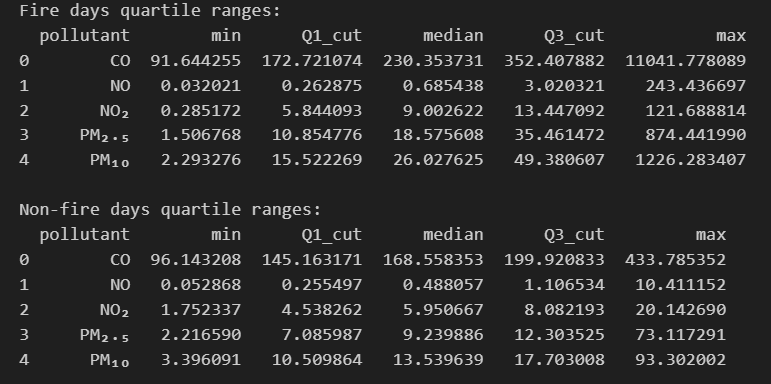 Fire days quartile ranges:
pollutant min Q1_cut median Q3_cut max
0 CO 91.644255 172.721074 230.353731 352.407882 11041.778089
1 NO 0.032021 0.262875 0.685438 3.020321 243.436697
2 NO₂ 0.285172 5.844093 9.002622 13.447092 121.688814
3 PM₂.₅ 1.506768 10.854776 18.575608 35.461472 874.441990
4 PM₁₀ 2.293276 15.522269 26.027625 49.380607 1226.283407
Non-fire days quartile ranges:
pollutant min Q1_cut median Q3_cut max
0 CO 96.143208 145.163171 168.558353 199.920833 433.785352
1 NO 0.052868 0.255497 0.488057 1.106534 10.411152
2 NO₂ 1.752337 4.538262 5.950667 8.082193 20.142690
3 PM₂.₅ 2.216590 7.085987 9.239886 12.303525 73.117291
4 PM₁₀ 3.396091 10.509864 13.539639 17.703008 93.302002